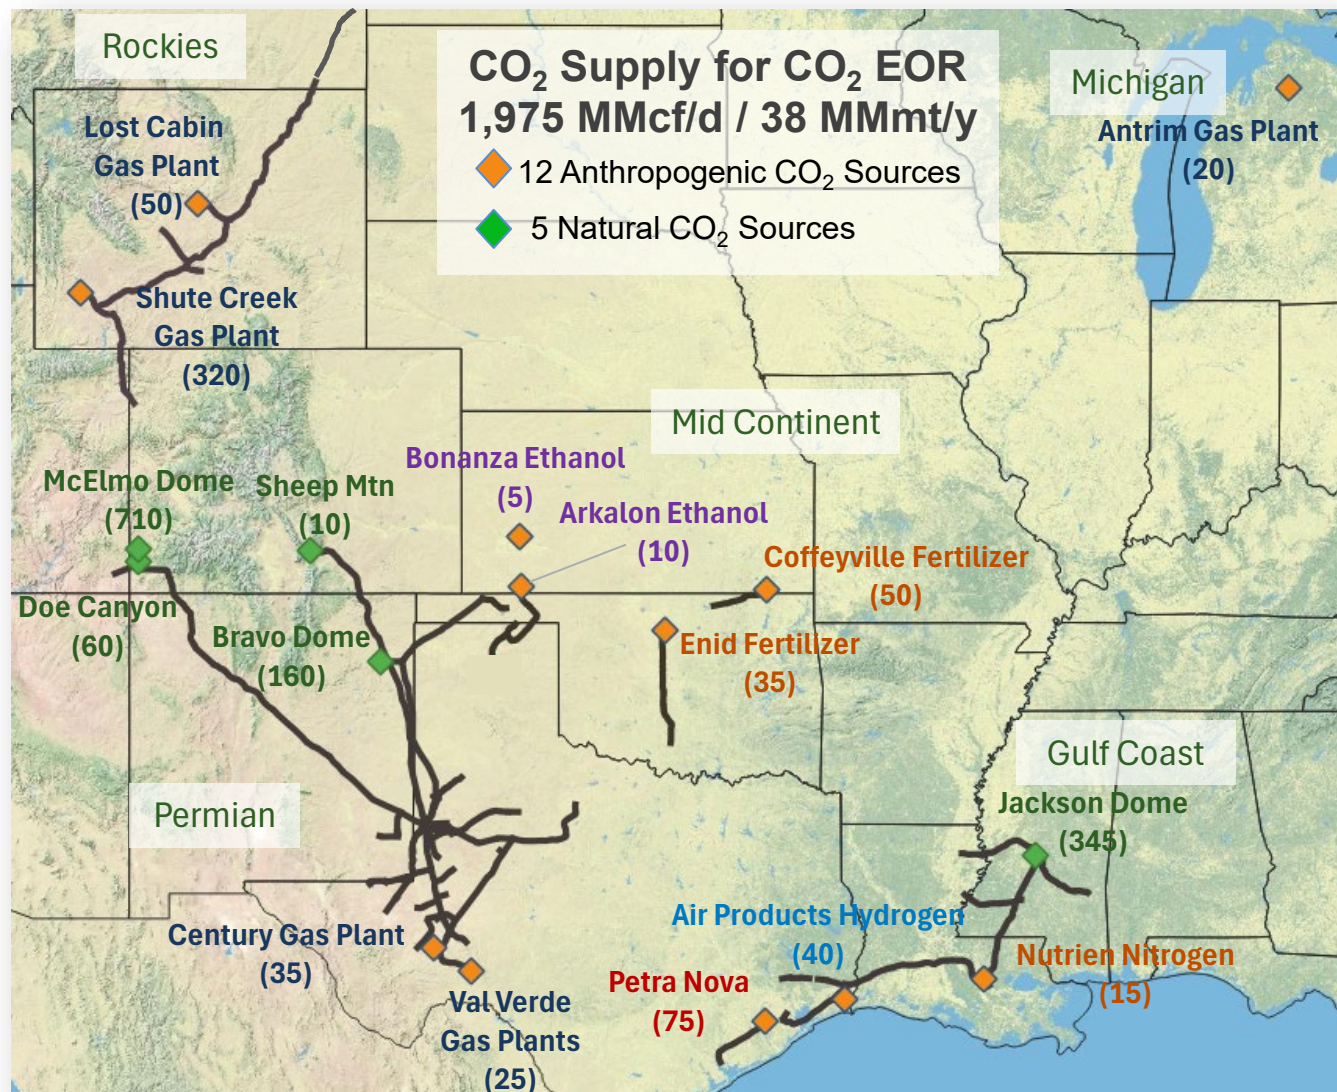 Rockies
CO₂ Supply for CO₂ EOR
1,975 MMcf/d / 38 MMmt/y
12 Anthropogenic CO₂ Sources
5 Natural CO₂ Sources
Michigan
Antrim Gas Plant
(20)
Lost Cabin
Gas Plant
(50)
Shute Creek
Gas Plant
(320)
Mid Continent
Bonanza Ethanol
(5)
Arkalon Ethanol
(10)
McElmo Dome
(710)
Sheep Mtn
(10)
Coffeyville Fertilizer
(50)
Doe Canyon
(60)
Bravo Dome
(160)
Enid Fertilizer
(35)
Gulf Coast
Jackson Dome
(345)
Permian
Century Gas Plant
(35)
Air Products Hydrogen
(40)
Nutrien Nitrogen
(15)
Petra Nova
(75)
Val Verde
Gas Plants
(25)